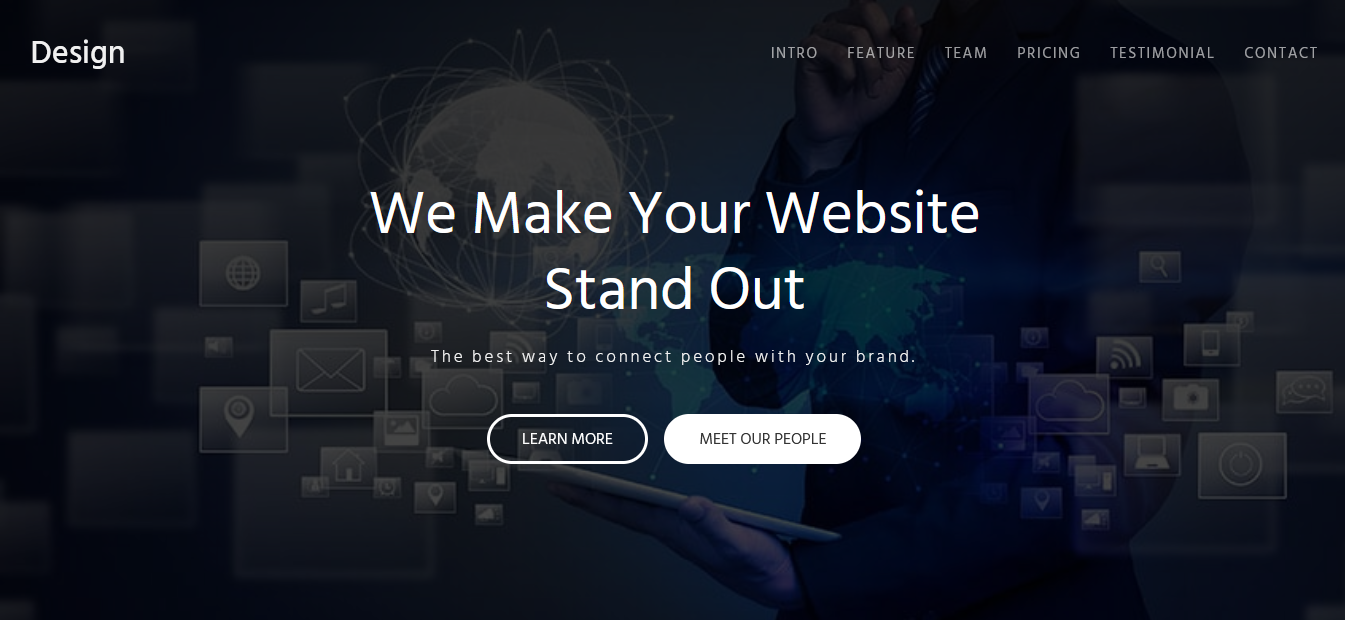 Design
INTRO FEATURE TEAM PRICING TESTIMONIAL CONTACT
We Make Your Website
Stand Out
The best way to connect people with your brand.
LEARN MORE MEET OUR PEOPLE